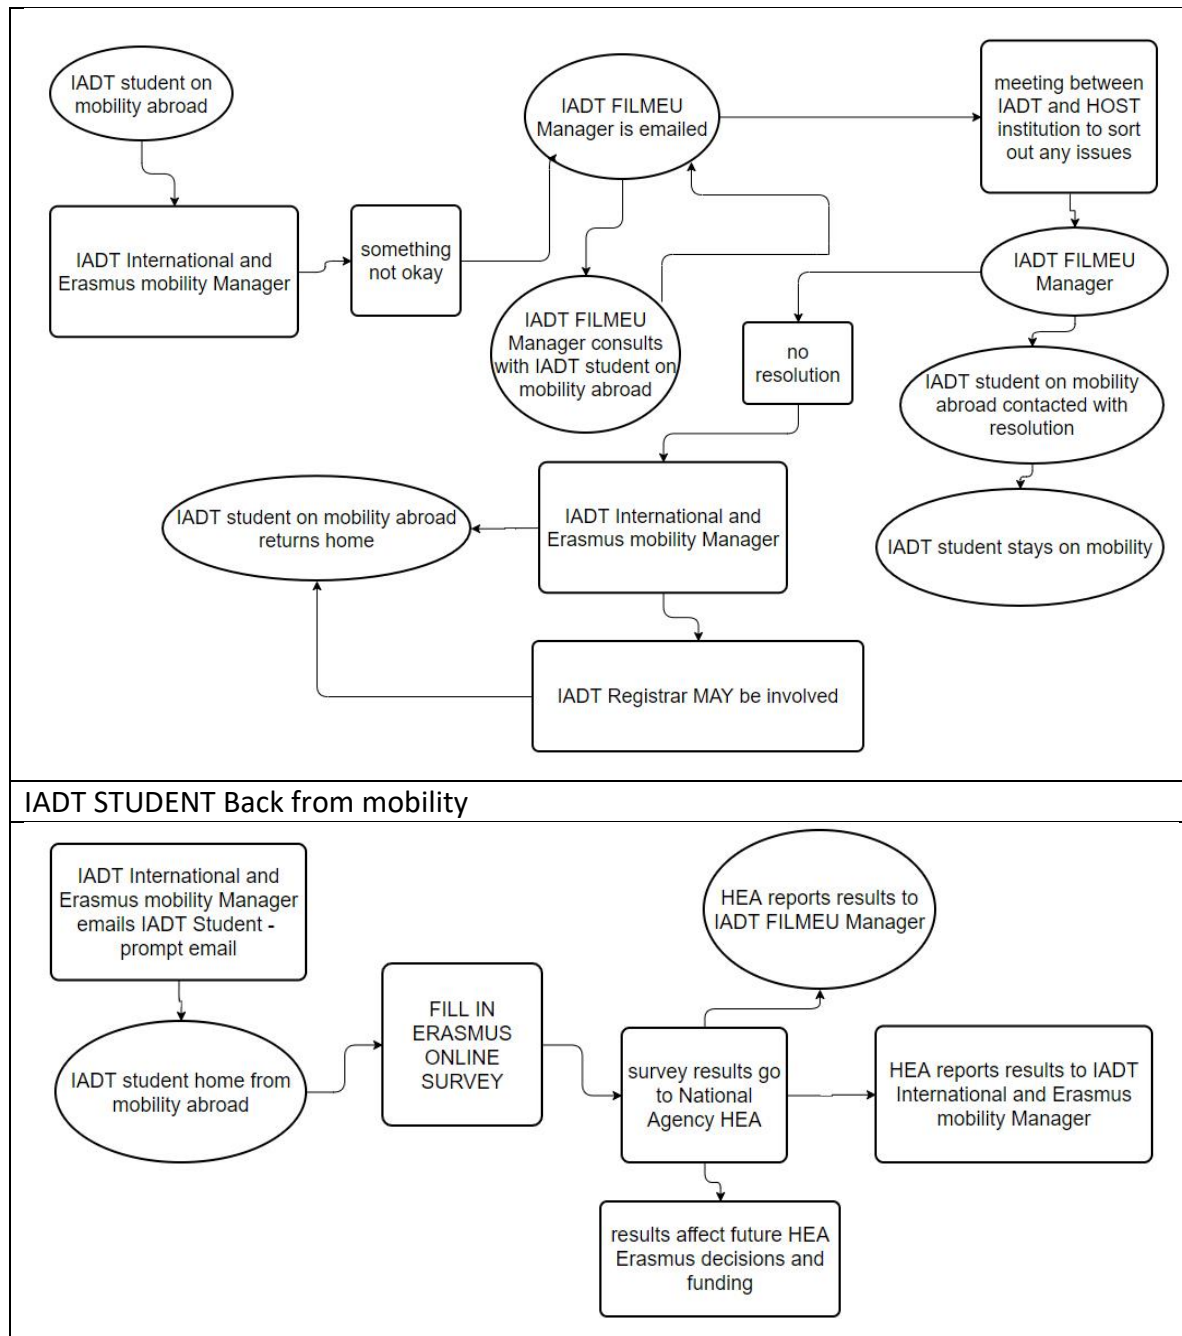 IADT student on
mobility abroad
IADT International and
Erasmus mobility Manager
something
not okay
IADT FILMEU
Manager is emailed
IADT FILMEU
Manager consults
with IADT student on
mobility abroad
meeting between
IADT and HOST
institution to sort
out any issues
IADT FILMEU
Manager
no
resolution
IADT student on mobility
abroad contacted with
resolution
IADT student stays on mobility
IADT International and
Erasmus mobility Manager
IADT student on mobility abroad
returns home
IADT Registrar MAY be involved
IADT STUDENT Back from mobility
IADT International and
Erasmus mobility Manager
emails IADT Student -
prompt email
IADT student home from
mobility abroad
FILL IN
ERASMUS
ONLINE
SURVEY
survey results go
to National
Agency HEA
HEA reports results to
IADT FILMEU Manager
HEA reports results to IADT
International and Erasmus
mobility Manager
results affect future HEA
Erasmus decisions and
funding